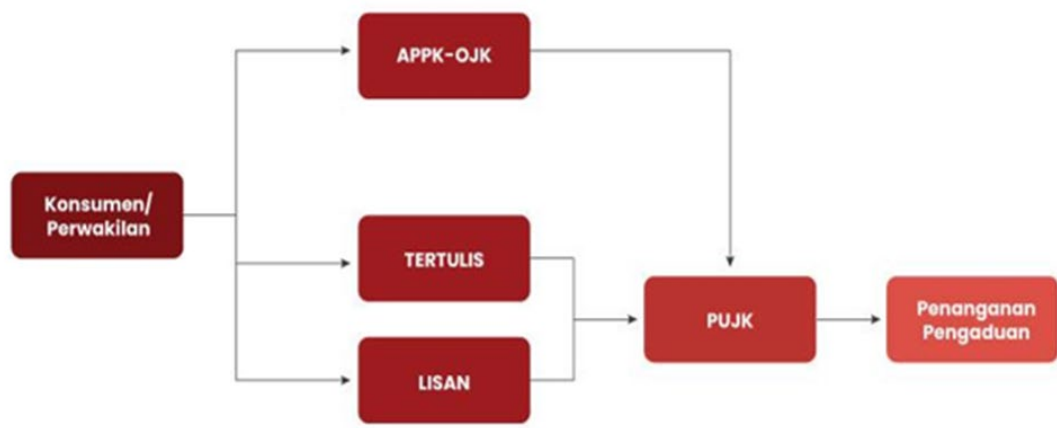 APPK-OJK
Konsumen/
Perwakilan
TERTULIS
LISAN
PUJK
Penanganan
Pengaduan